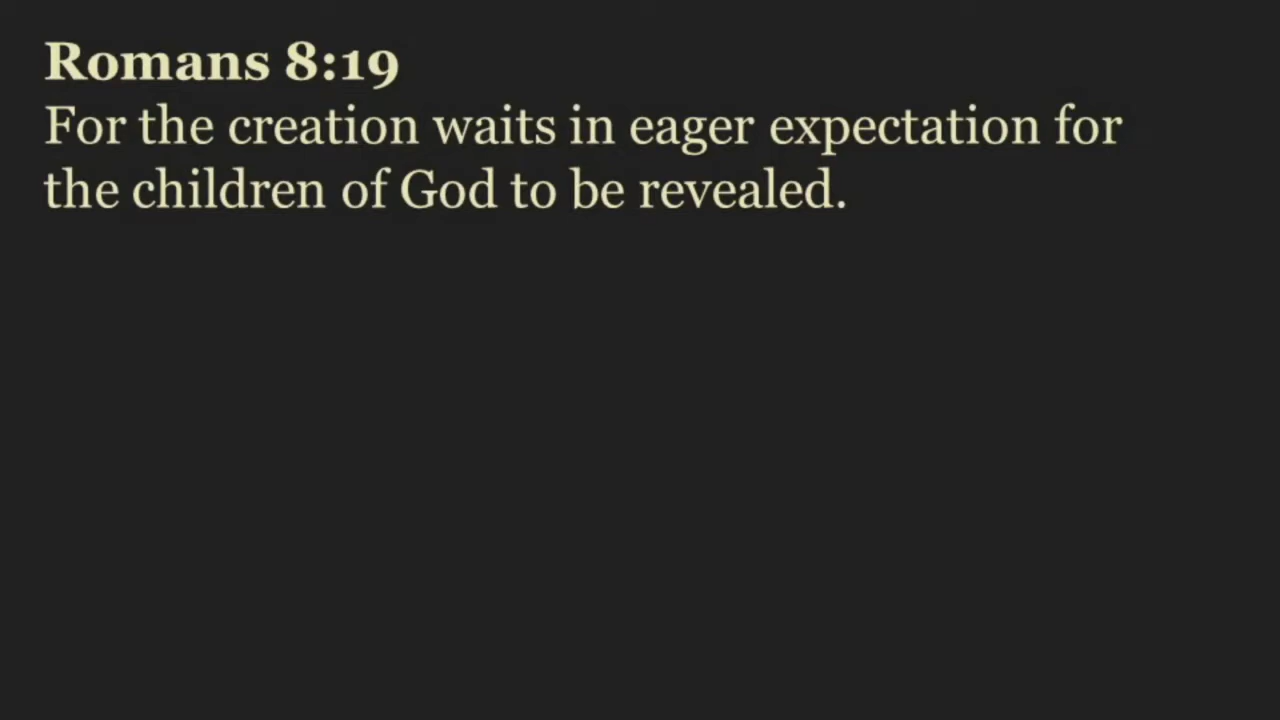 Romans 8:19
For the creation waits in eager expectation for
the children of God to be revealed.